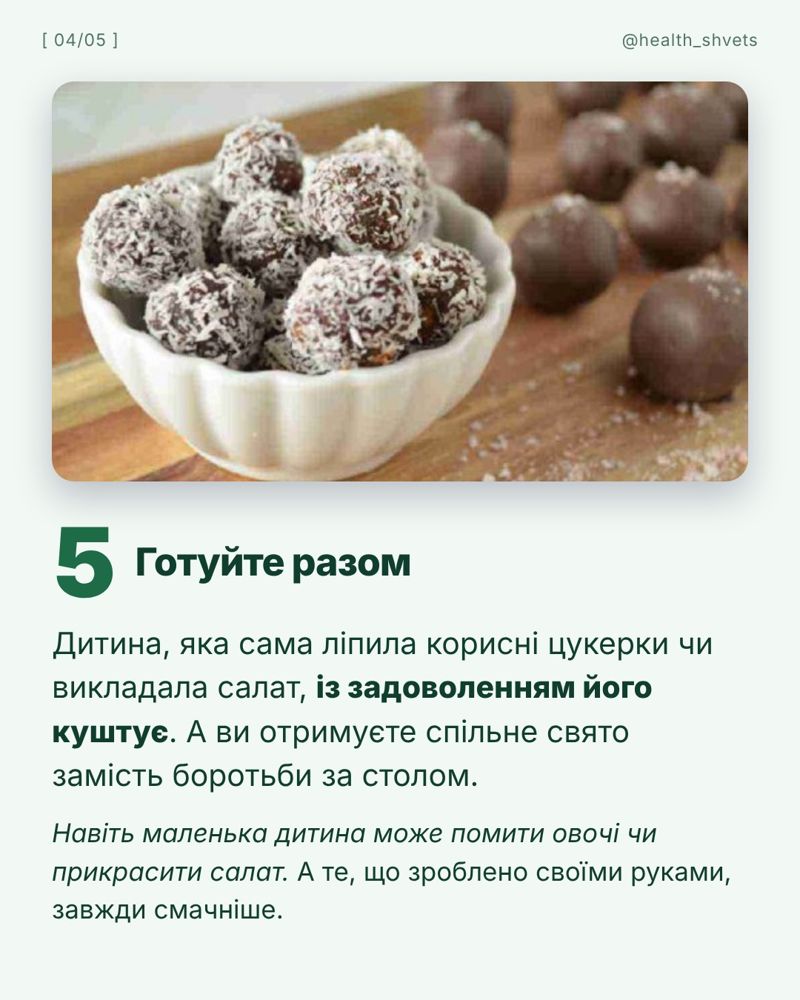 [ 04/05 ]
@health_shvets
5 Готуйте разом
Дитина, яка сама ліпила корисні цукерки чи
викладала салат, із задоволенням його
куштує. А ви отримуєте спільне свято
замість боротьби за столом.
Навіть маленька дитина може помити овочі чи
прикрасити салат. А те, що зроблено своїми руками,
завжди смачніше.